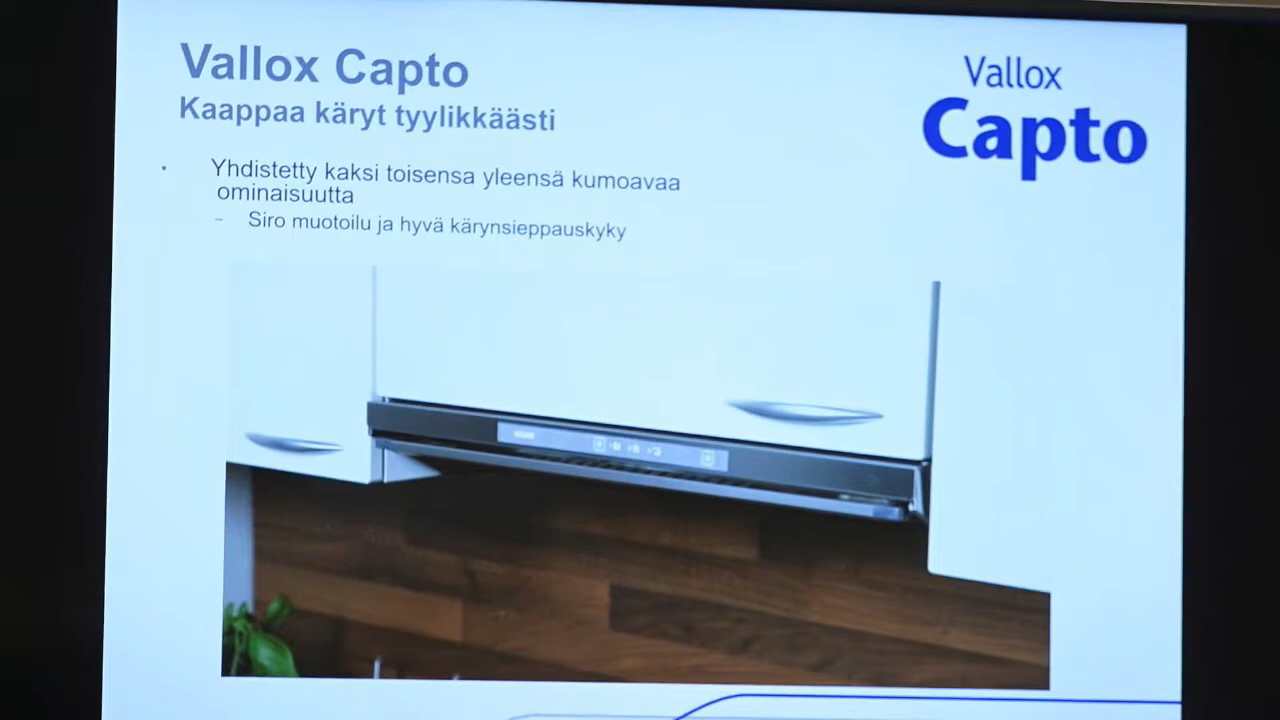 Vallox Capto
Kaappaa käryt tyylikkäästi
Vallox
Capto
• Yhdistetty kaksi toisensa yleensä kumoavaa
ominaisuutta
– Siro muotoilu ja hyvä kärynsieppauskyky